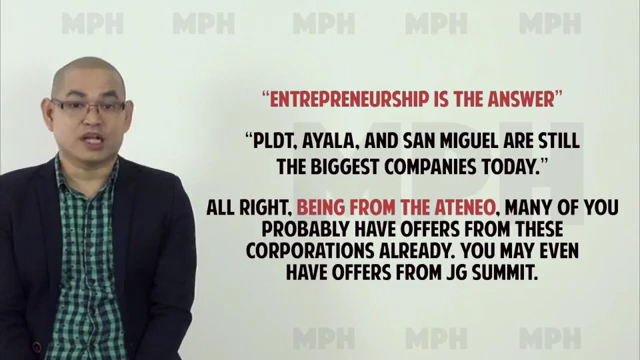 MPH MPH MPH MPH
“ENTREPRENEURSHIP IS THE ANSWER”
“PLDT, AYALA, AND SAN MIGUEL ARE STILL
THE BIGGEST COMPANIES TODAY.”
MPH
ALL RIGHT, BEING FROM THE ATENEO, MANY OF YOU
PROBABLY HAVE OFFERS FROM THESE
CORPORATIONS ALREADY. YOU MAY EVEN
HAVE OFFERS FROM JG SUMMIT.
MPH MPH MPH